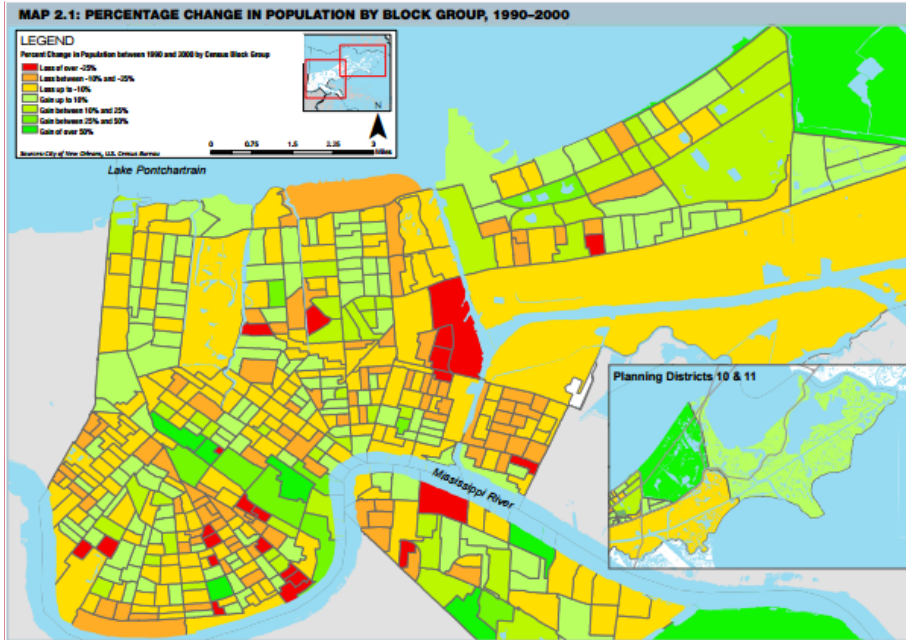 MAP 2.1: PERCENTAGE CHANGE IN POPULATION BY BLOCK GROUP, 1990–2000
LEGEND
Percent Change in Population between 1990 and 2000 by Census Block Group
Loss of over -25%
Loss between -10% and -25%
Loss up to -10%
Gain up to 10%
Gain between 10% and 25%
Gain between 25% and 50%
Gain of over 50%
N
0 0.75 1.5 2.25 3
Miles
Sources: City of New Orleans, U.S. Census Bureau
Lake Pontchartrain
Planning Districts 10 & 11
Mississippi River